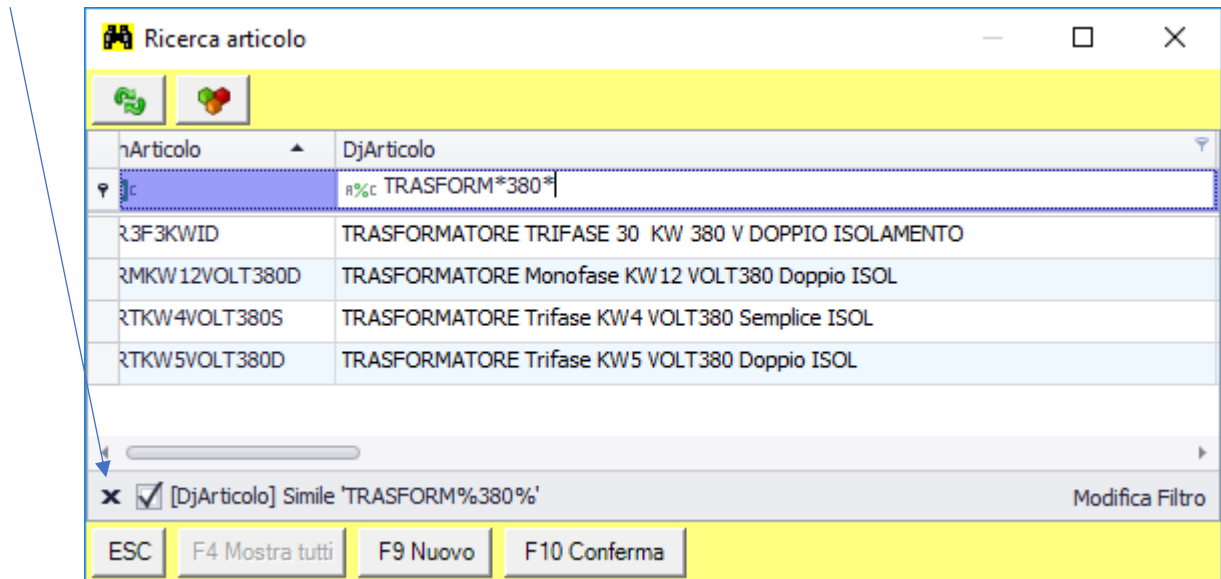 Ricerca articolo
nArticolo DjArticolo
TRASFORM*380*
R3F3KWID TRASFORMATORE TRIFASE 30 KW 380 V DOPPIO ISOLAMENTO
RMKW12VOLT380D TRASFORMATORE Monofase KW12 VOLT380 Doppio ISOL
RTKW4VOLT380S TRASFORMATORE Trifase KW4 VOLT380 Semplice ISOL
RTKW5VOLT380D TRASFORMATORE Trifase KW5 VOLT380 Doppio ISOL
[DjArticolo] Simile 'TRASFORM%380%' Modifica Filtro
ESC F4 Mostra tutti F9 Nuovo F10 Conferma